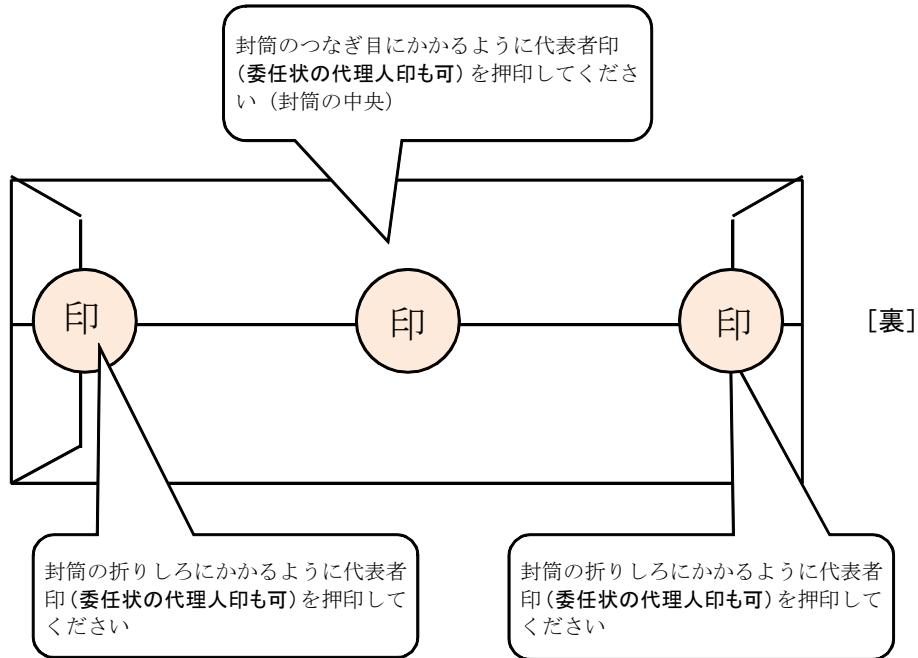 封筒のつなぎ目にかかるように代表者印
(委任状の代理人印も可)を押印してくださ
い（封筒の中央）
印
印
印
[裏]
封筒の折りしろにかかるように代表者
印(委任状の代理人印も可)を押印して
ください
封筒の折りしろにかかるように代表者
印(委任状の代理人印も可)を押印して
ください